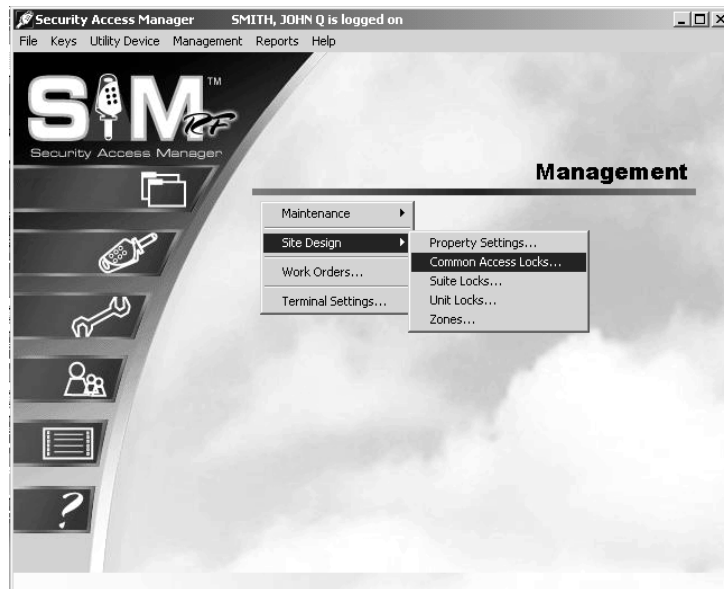 Security Access Manager SMITH, JOHN Q is logged on
File Keys Utility Device Management Reports Help
SAM TM
RF
Security Access Manager
Management
Maintenance
Site Design
Work Orders...
Terminal Settings...
Property Settings...
Common Access Locks...
Suite Locks...
Unit Locks...
Zones...
?